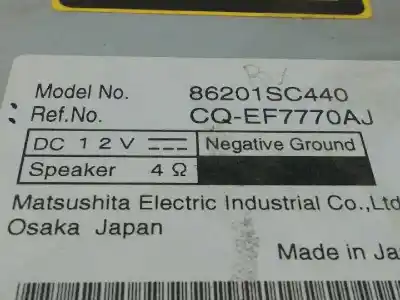 Model No. 86201SC440
Ref.No. CQ-EF7770AJ
DC 12V Negative Ground
Speaker 4Ω
Matsushita Electric Industrial Co.,Ltd
Osaka Japan
Made in Ja